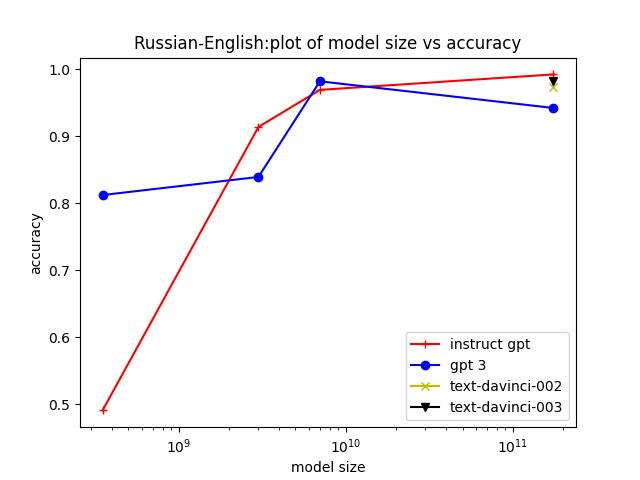 Russian-English:plot of model size vs accuracy
accuracy
1.0
0.9
0.8
0.7
0.6
0.5
instruct gpt
gpt 3
text-davinci-002
text-davinci-003
10⁹
10¹⁰
10¹¹
model size